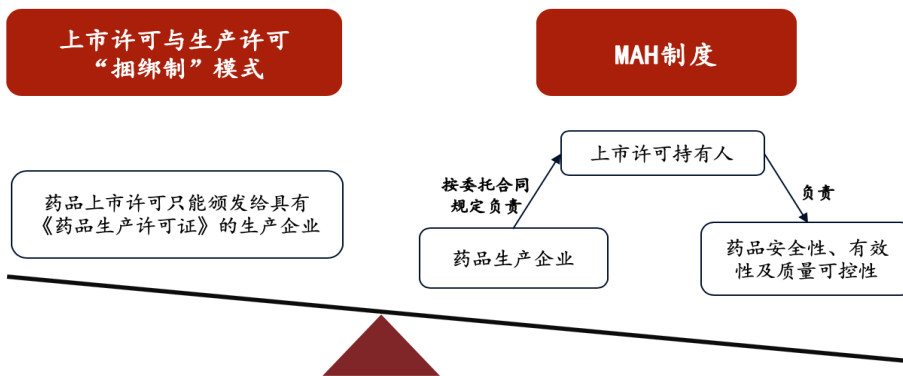 上市许可与生产许可
“捆绑制”模式
药品上市许可只能颁发给具有
《药品生产许可证》的生产企业
MAH制度
上市许可持有人
按委托合同
规定负责
负责
药品生产企业
药品安全性、有效
性及质量可控性